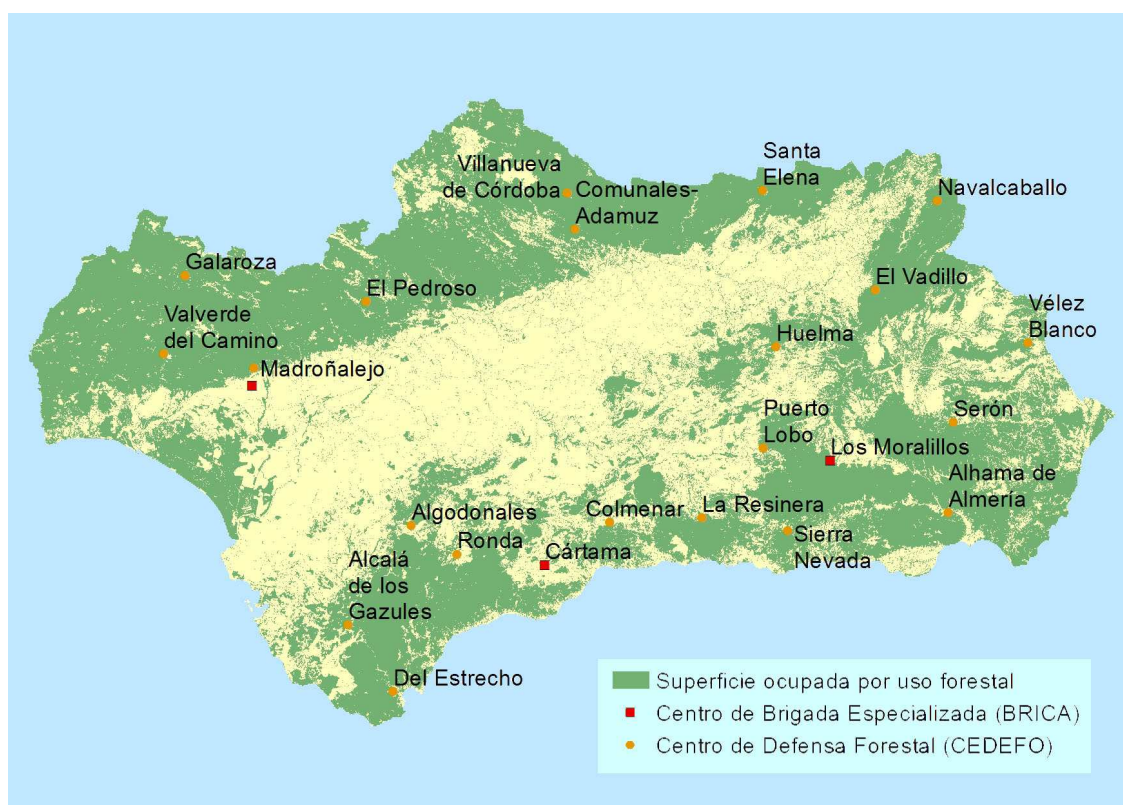 Santa
Elena
Villanueva
de Córdoba
Comunales-
Adamuz
Navalcaballo
Galaroza
El Pedroso
El Vadillo
Valverde
del Camino
Vélez
Blanco
Huelma
Madroñalejo
Puerto
Lobo
Serón
Los Moralillos
Alhama de
Almería
Algodonales
Colmenar
La Resinera
Ronda
Sierra
Nevada
Cártama
Alcalá
de los
Gazules
Del Estrecho
Superficie ocupada por uso forestal
Centro de Brigada Especializada (BRICA)
Centro de Defensa Forestal (CEDEFO)